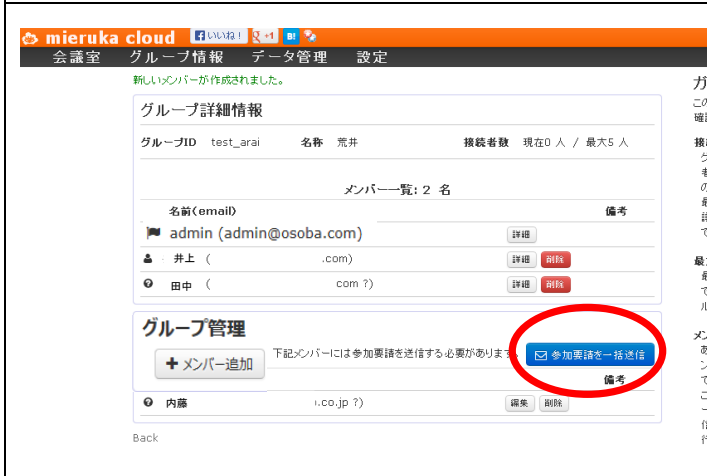 mieruka cloud いいね! +1 B!
会議室 グループ情報 データ管理 設定
新しいメンバーが作成されました。
グループ詳細情報
グループID test_arai 名称 荒井 接続者数 現在0 人 / 最大5 人
メンバー一覧: 2 名
名前(email) 備考
admin (admin@osoba.com) 詳細
井上 ( .com) 詳細 削除
田中 ( com ?) 詳細 削除
グループ管理
メンバー追加 下記メンバーには参加要請を送信する必要があります 参加要請を一括送信
備考
内藤 .co.jp ?) 編集 削除
Back